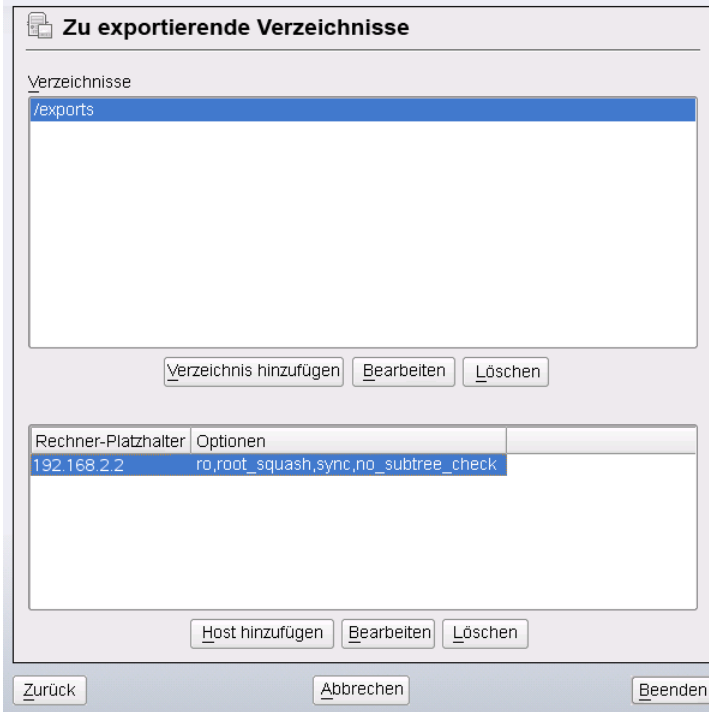 Zu exportierende Verzeichnisse
Verzeichnisse
/exports
Verzeichnis hinzufügen Bearbeiten Löschen
Rechner-Platzhalter Optionen
192.168.2.2 ro,root_squash,sync,no_subtree_check
Host hinzufügen Bearbeiten Löschen
Zurück Abbrechen Beenden